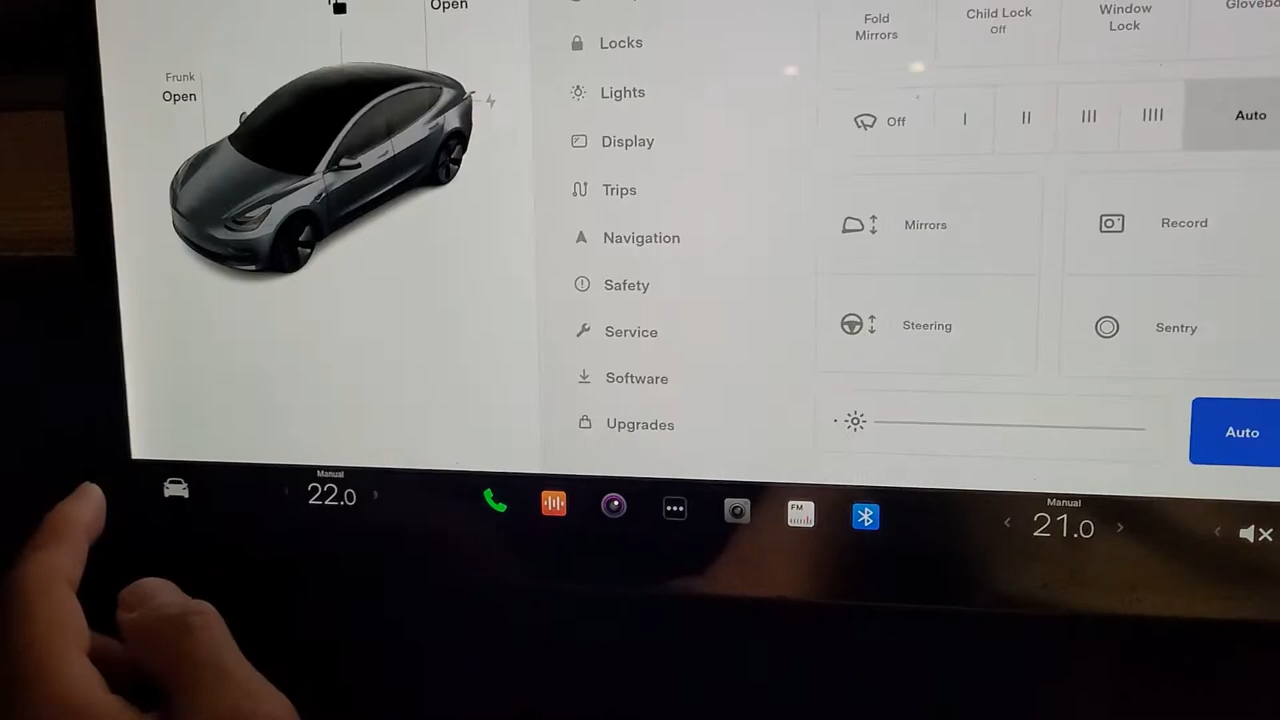 Open
Frunk
Open
Locks
Lights
Display
Trips
Navigation
Safety
Service
Software
Upgrades
Fold
Mirrors
Child Lock
Off
Window
Lock
Off
I
II
III
IIII
Auto
Mirrors
Record
Steering
Sentry
Auto
Manual
22.0
FM
Manual
21.0